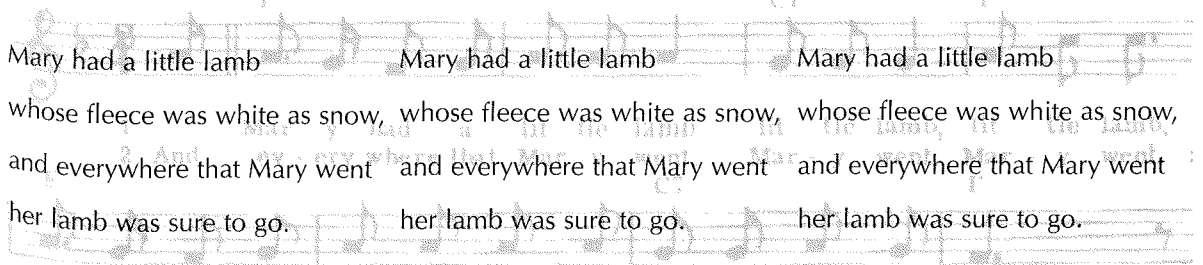 Mary had a little lamb
whose fleece was white as snow,
and everywhere that Mary went
her lamb was sure to go.
Mary had a little lamb
whose fleece was white as snow,
and everywhere that Mary went
her lamb was sure to go.
Mary had a little lamb
whose fleece was white as snow,
and everywhere that Mary went
her lamb was sure to go.